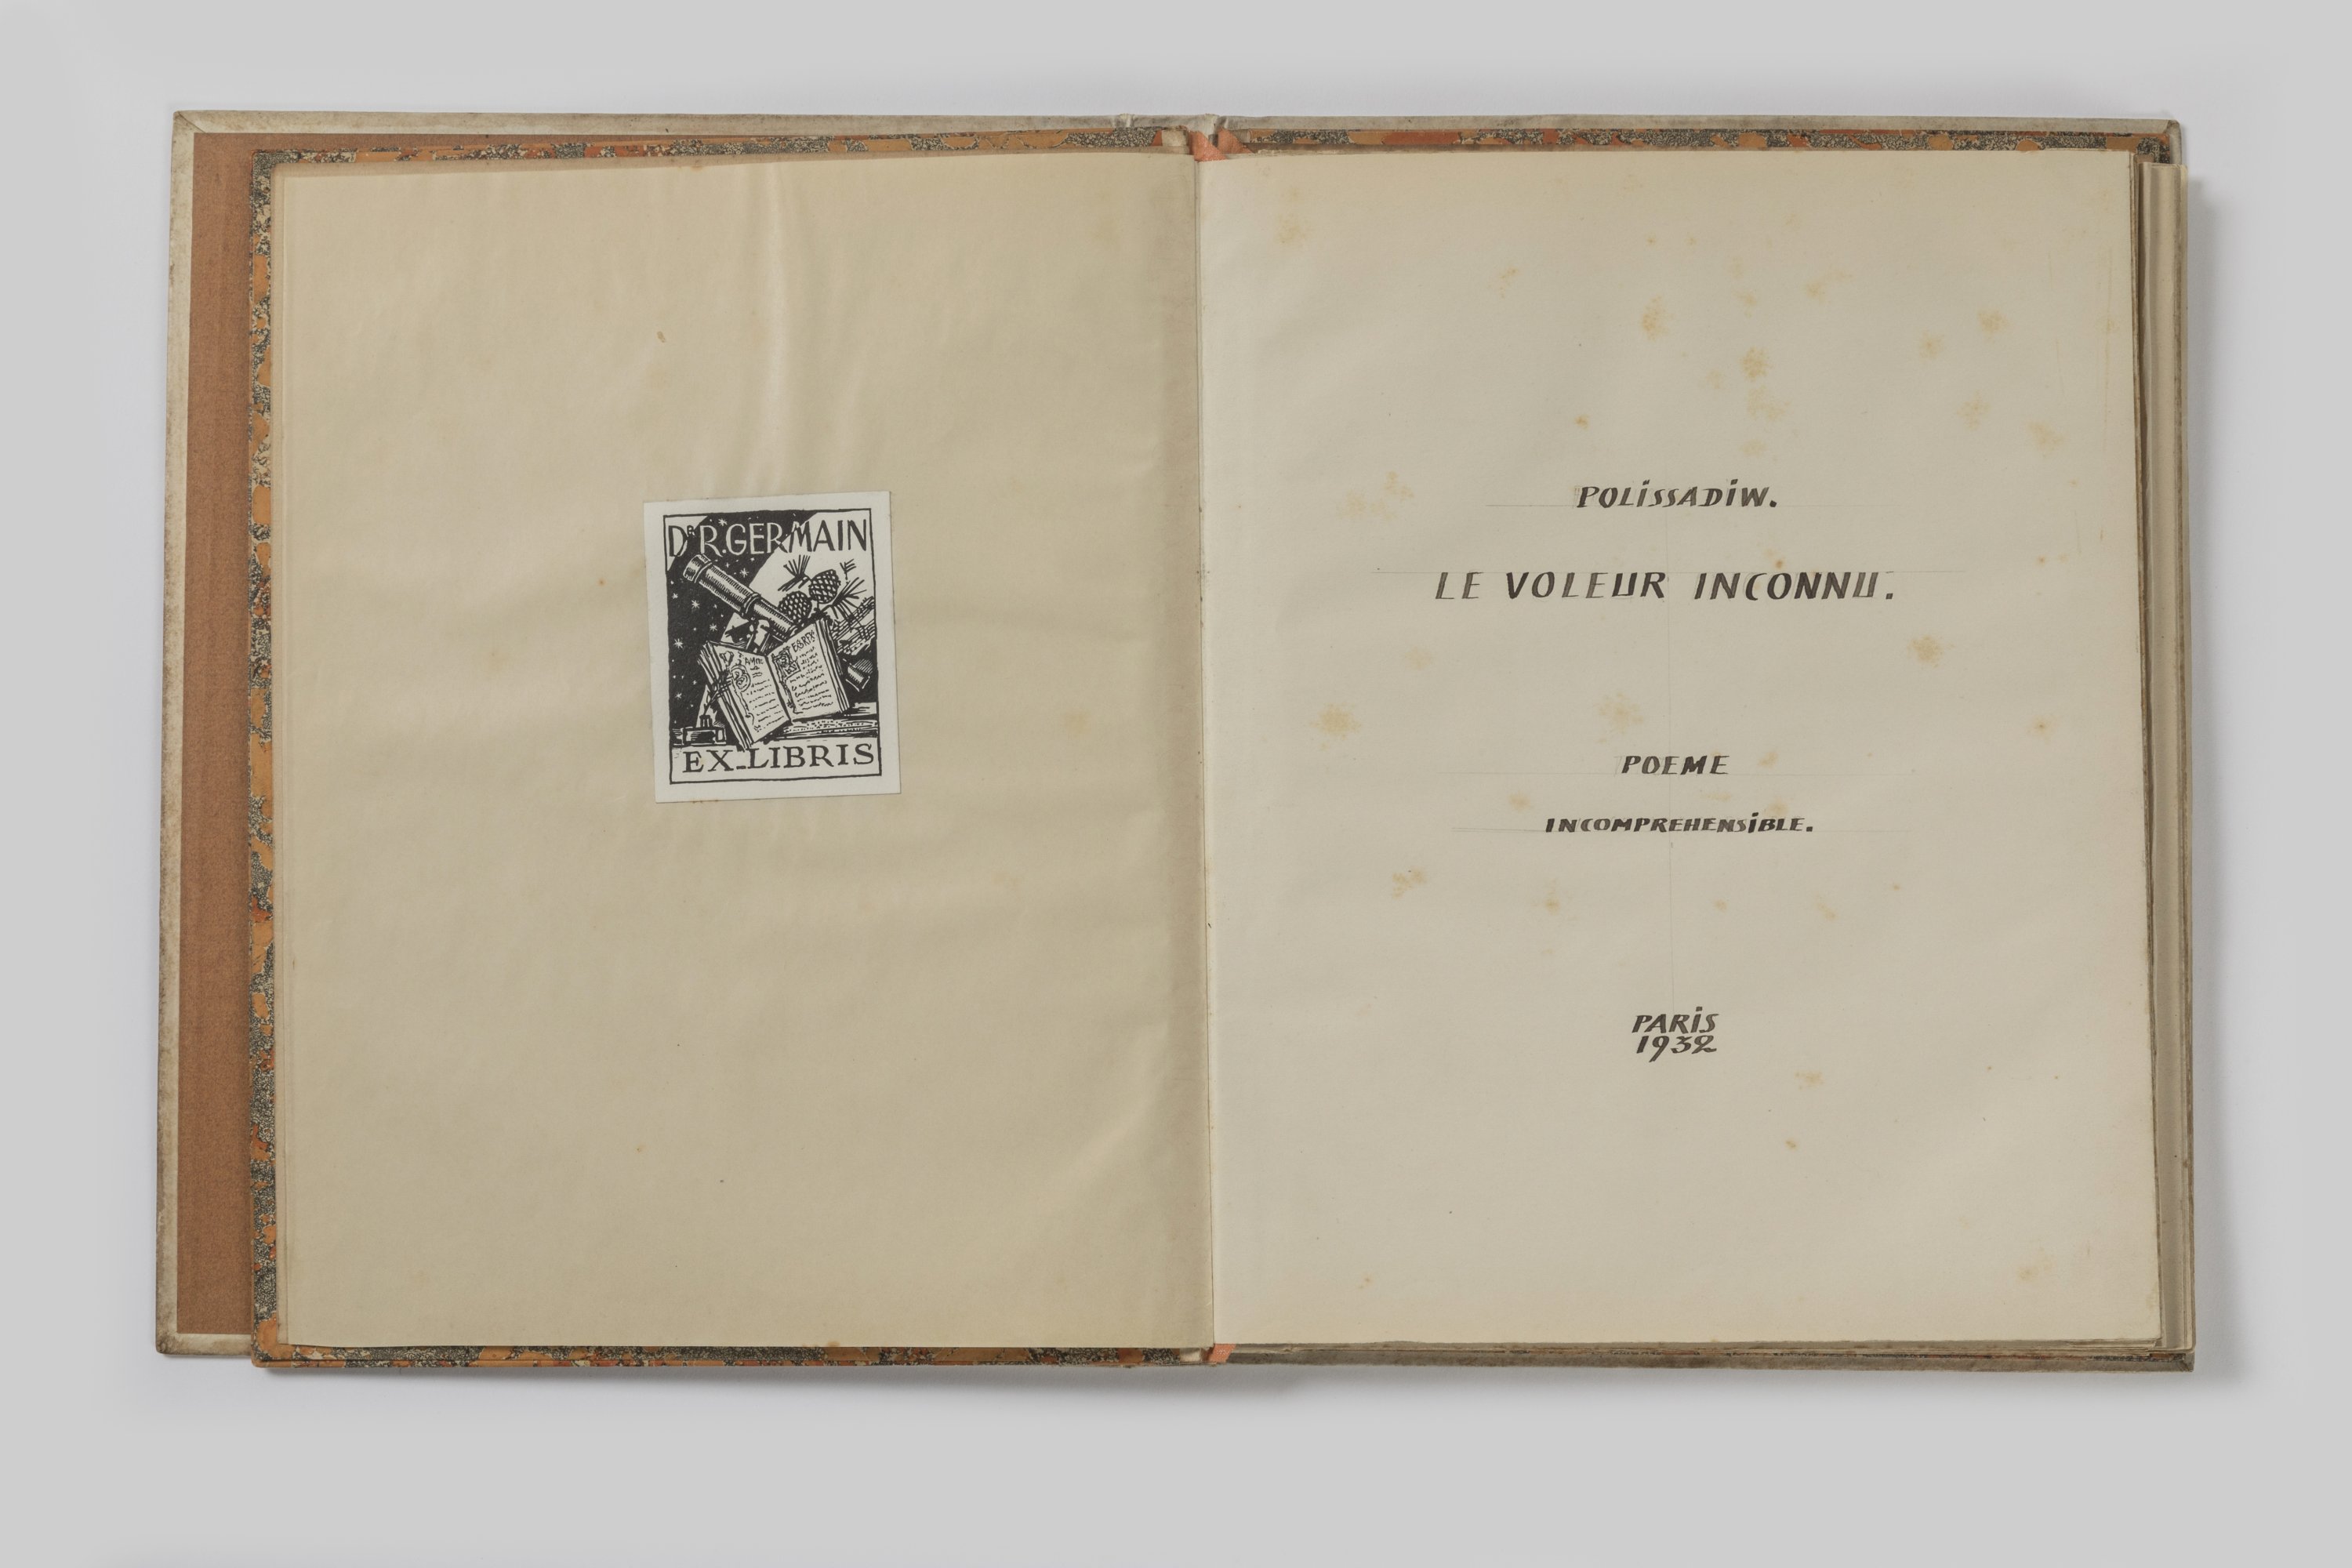 Dʳ R. GERMAIN
EX-LIBRIS
POLiSSADiW.
LE VOLEUR INCONNU.
POEME
INCOMPREHENSiBLE.
PARiS
1932